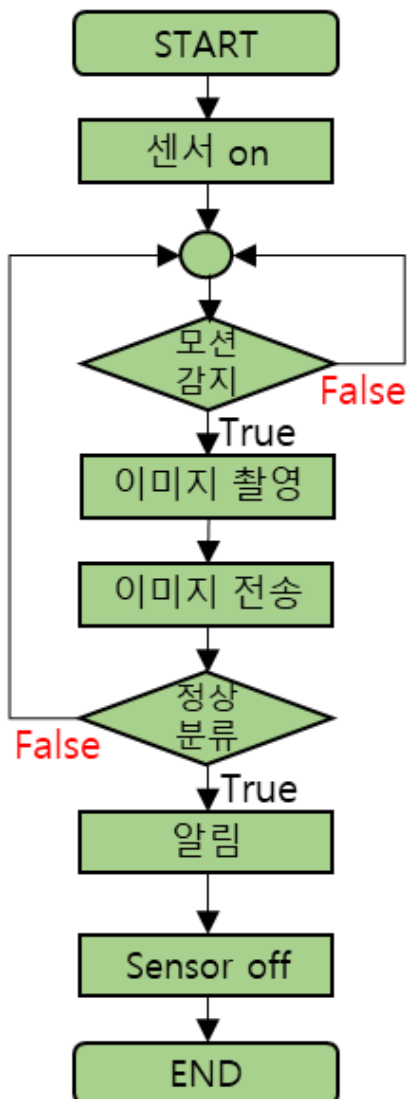 START
센서 on
모션
감지
False
True
이미지 촬영
이미지 전송
정상
분류
False
True
알림
Sensor off
END